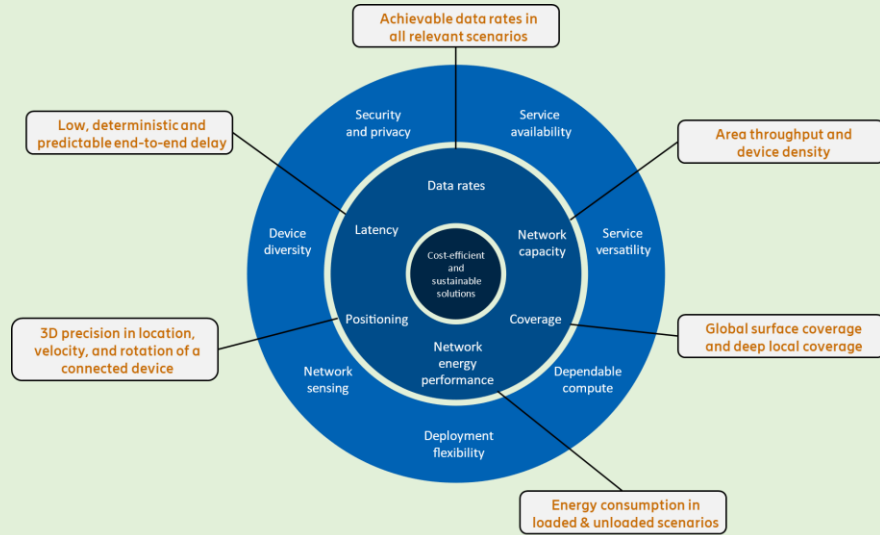 Achievable data rates in
all relevant scenarios
Security
and privacy
Service
availability
Low, deterministic and
predictable end-to-end delay
Area throughput and
device density
Data rates
Device
diversity
Latency
Network
capacity
Service
versatility
Cost-efficient
and
sustainable
solutions
Positioning
Coverage
3D precision in location,
velocity, and rotation of a
connected device
Global surface coverage
and deep local coverage
Network
energy
performance
Network
sensing
Dependable
compute
Deployment
flexibility
Energy consumption in
loaded & unloaded scenarios